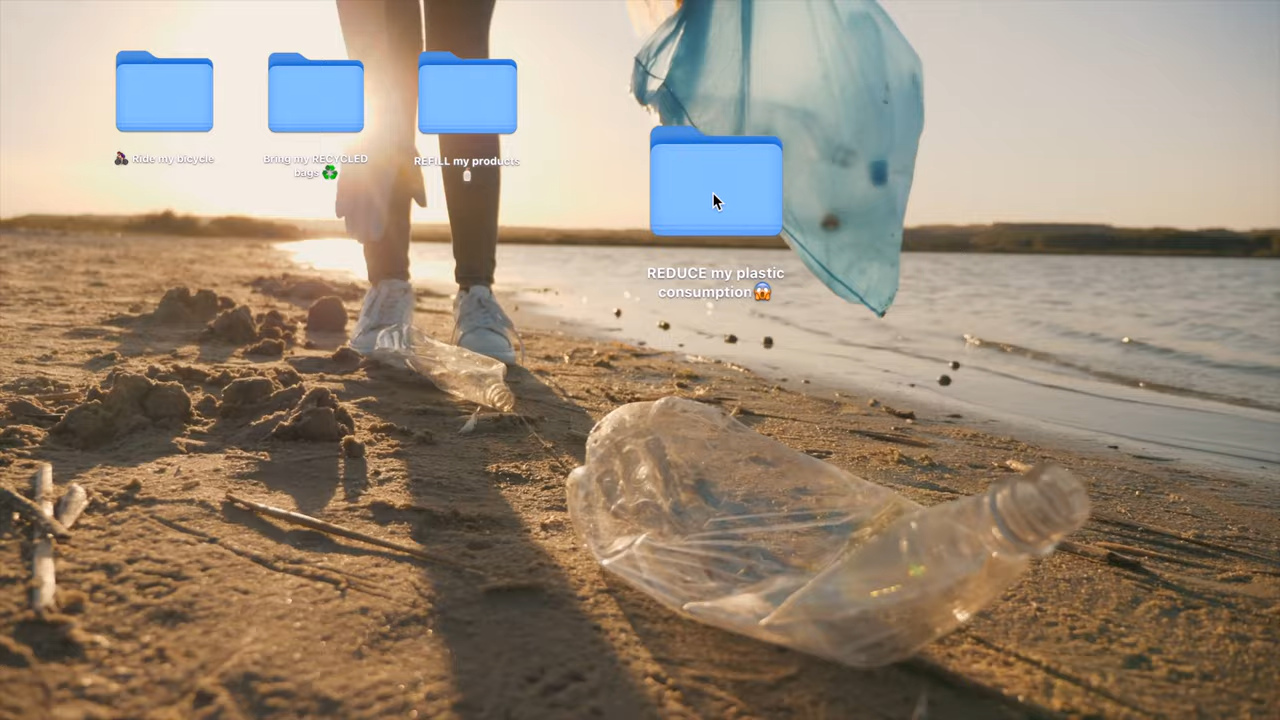 🚴 Ride my bicycle
Bring my RECYCLED
bags ♻️
REFILL my products
🧴
REDUCE my plastic
consumption 😱